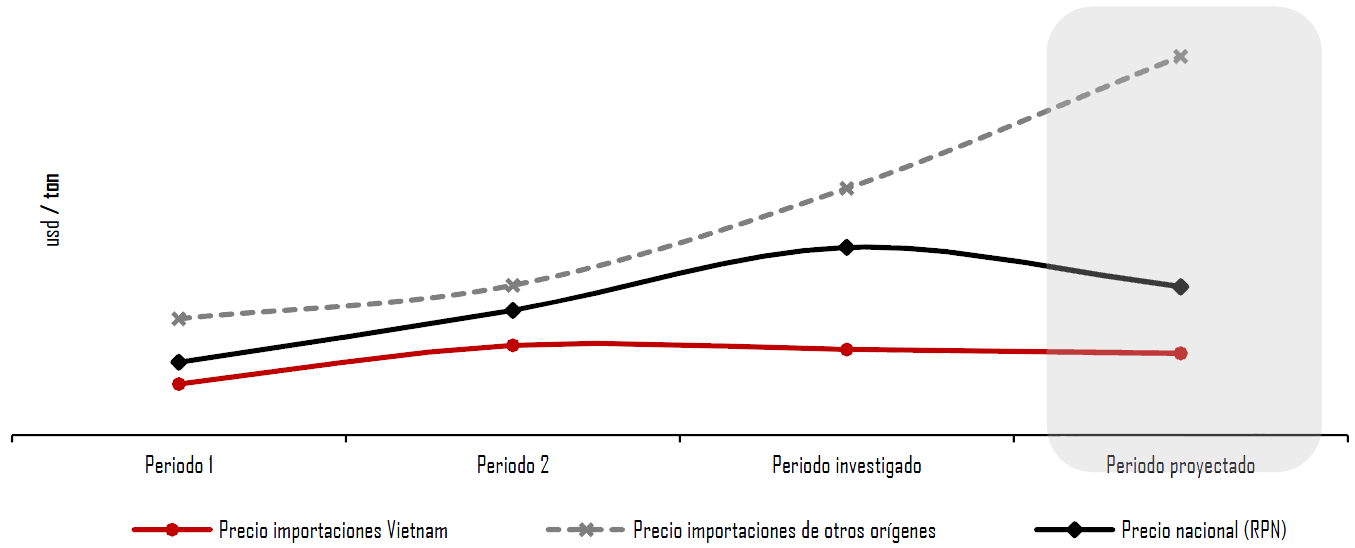 usd / ton
Periodo 1
Periodo 2
Periodo investigado
Periodo proyectado
Precio importaciones Vietnam
Precio importaciones de otros orígenes
Precio nacional (RPN)